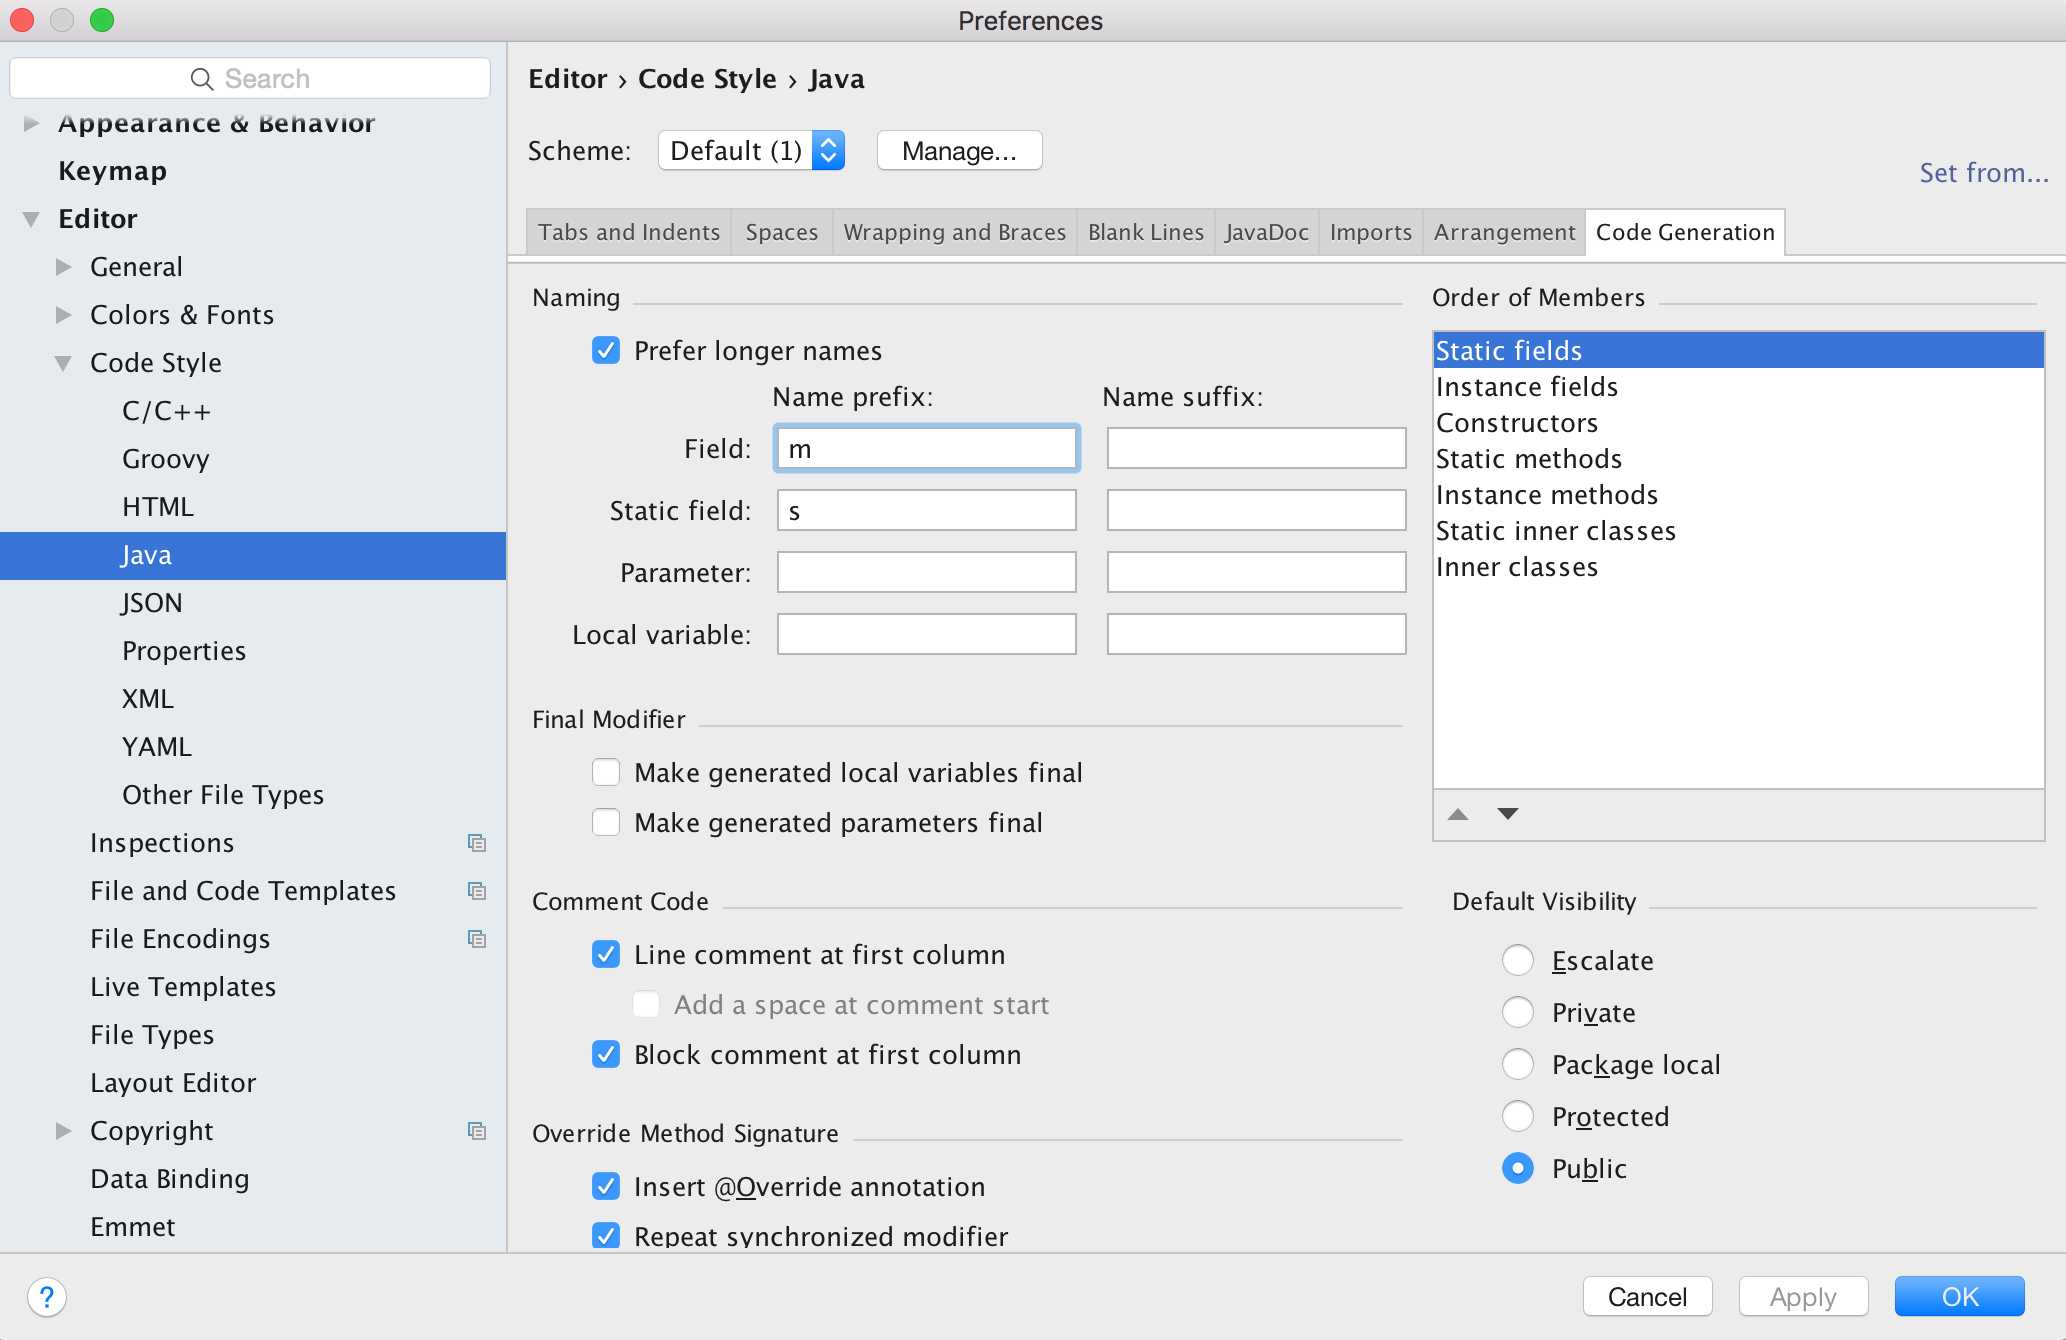 Preferences
Search
Appearance & Behavior
Keymap
Editor
General
Colors & Fonts
Code Style
C/C++
Groovy
HTML
Java
JSON
Properties
XML
YAML
Other File Types
Inspections
File and Code Templates
File Encodings
Live Templates
File Types
Layout Editor
Copyright
Data Binding
Emmet
Editor › Code Style › Java
Scheme: Default (1) Manage...
Set from...
Tabs and Indents Spaces Wrapping and Braces Blank Lines JavaDoc Imports Arrangement Code Generation
Naming
Prefer longer names
Name prefix: Name suffix:
Field: m
Static field: s
Parameter:
Local variable:
Final Modifier
Make generated local variables final
Make generated parameters final
Comment Code
Line comment at first column
Add a space at comment start
Block comment at first column
Override Method Signature
Insert @Override annotation
Repeat synchronized modifier
Order of Members
Static fields
Instance fields
Constructors
Static methods
Instance methods
Static inner classes
Inner classes
Default Visibility
Escalate
Private
Package local
Protected
Public
?
Cancel Apply OK